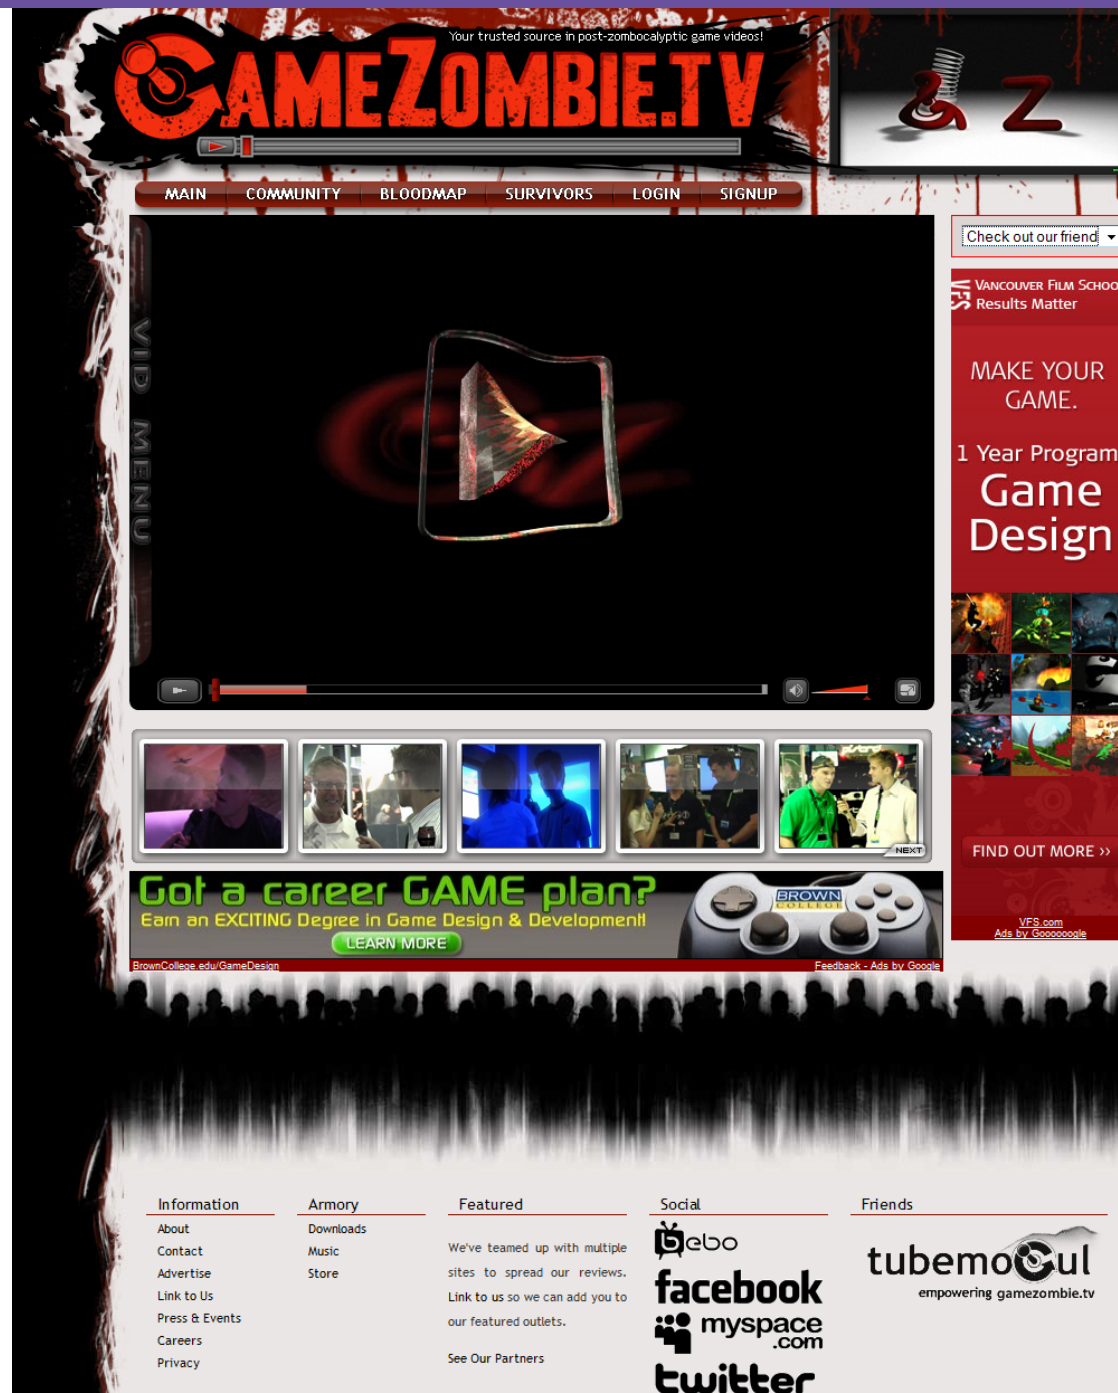 Your trusted source in post-zombocalyptic game videos!
GAMEZOMBIE.TV
G Z
MAIN COMMUNITY BLOODMAP SURVIVORS LOGIN SIGNUP
Check out our friend
VID MENU
GZ
VFS VANCOUVER FILM SCHOO
Results Matter
MAKE YOUR
GAME.
1 Year Program
Game
Design
FIND OUT MORE ››
VFS.com
Ads by Goooooogle
NEXT
Got a career GAME plan?
Earn an EXCITING Degree in Game Design & Development!
LEARN MORE
BROWN
COLLEGE
BrownCollege.edu/GameDesign
Feedback - Ads by Google
Information
About
Contact
Advertise
Link to Us
Press & Events
Careers
Privacy
Armory
Downloads
Music
Store
Featured
We've teamed up with multiple
sites to spread our reviews.
Link to us so we can add you to
our featured outlets.
See Our Partners
Social
bebo
facebook
myspace
.com
twitter
Friends
tubemogul
empowering gamezombie.tv